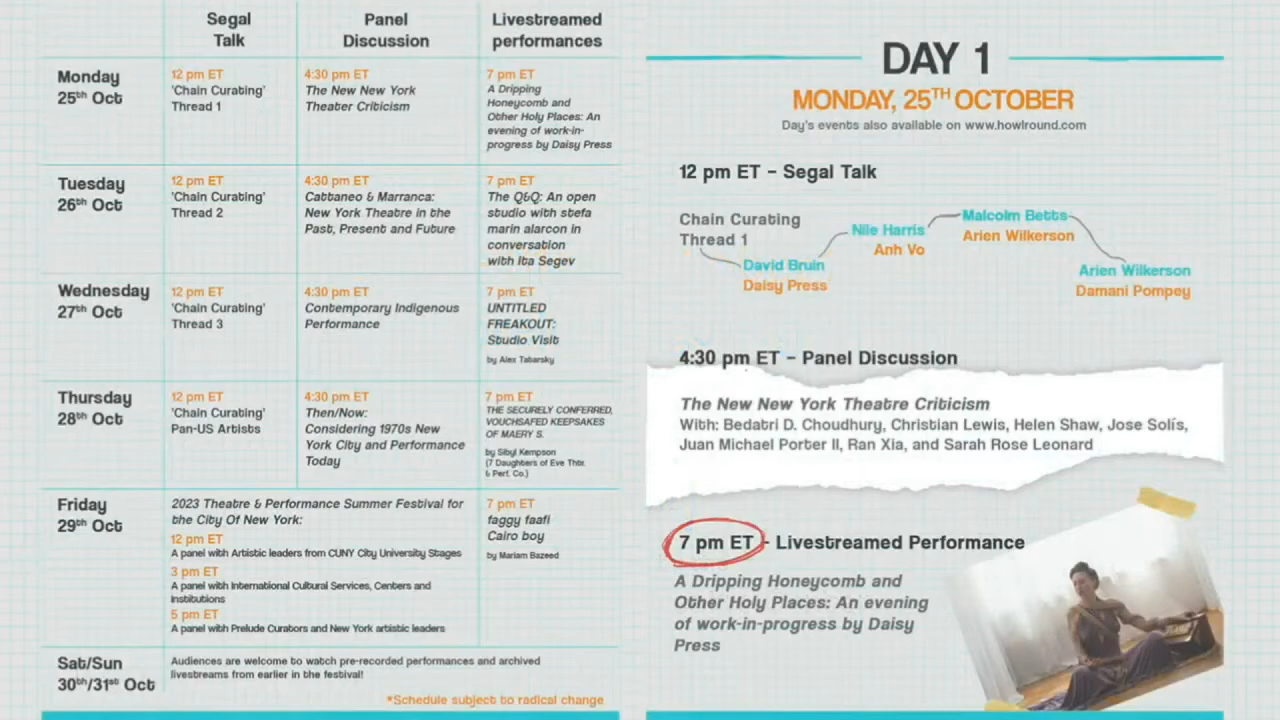 Segal
Talk
Panel
Discussion
Livestreamed
performances
Monday
25th Oct
12 pm ET
'Chain Curating'
Thread 1
4:30 pm ET
The New New York
Theater Criticism
7 pm ET
A Dripping
Honeycomb and
Other Holy Places: An
evening of work-in-
progress by Daisy Press
Tuesday
26th Oct
12 pm ET
'Chain Curating'
Thread 2
4:30 pm ET
Cattaneo & Marranca:
New York Theatre in the
Past, Present and Future
7 pm ET
The Q&Q: An open
studio with stefa
marin alarcon in
conversation
with Ita Segev
Wednesday
27th Oct
12 pm ET
'Chain Curating'
Thread 3
4:30 pm ET
Contemporary Indigenous
Performance
7 pm ET
UNTITLED
FREAKOUT:
Studio Visit
by Alex Tatarsky
Thursday
28th Oct
12 pm ET
'Chain Curating'
Pan-US Artists
4:30 pm ET
Then/Now:
Considering 1970s New
York City and Performance
Today
7 pm ET
THE SECURELY CONFERRED,
VOUCHSAFED KEEPSAKES
OF MAERY S.
by Sibyl Kempson
(7 Daughters of Eve Thtr.
& Perf. Co.)
Friday
29th Oct
2023 Theatre & Performance Summer Festival for
the City Of New York:
12 pm ET
A panel with Artistic leaders from CUNY City University Stages
3 pm ET
A panel with International Cultural Services, Centers and
Institutions
5 pm ET
A panel with Prelude Curators and New York artistic leaders
7 pm ET
faggy faafi
Cairo boy
by Mariam Bazeed
Sat/Sun
30th/31st Oct
Audiences are welcome to watch pre-recorded performances and archived
livestreams from earlier in the festival!
*Schedule subject to radical change
DAY 1
MONDAY, 25TH OCTOBER
Day's events also available on www.howlround.com
12 pm ET - Segal Talk
Chain Curating
Thread 1
David Bruin
Daisy Press
Nile Harris
Anh Vo
Malcolm Betts
Arien Wilkerson
Arien Wilkerson
Damani Pompey
4:30 pm ET - Panel Discussion
The New New York Theatre Criticism
With: Bedatri D. Choudhury, Christian Lewis, Helen Shaw, Jose Solís,
Juan Michael Porter II, Ran Xia, and Sarah Rose Leonard
7 pm ET - Livestreamed Performance
A Dripping Honeycomb and
Other Holy Places: An evening
of work-in-progress by Daisy
Press